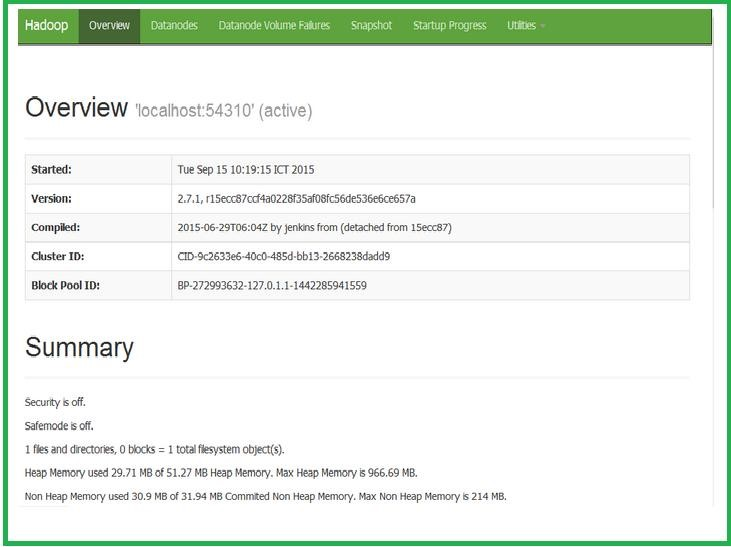 Hadoop Overview Datanodes Datanode Volume Failures Snapshot Startup Progress Utilities
Overview 'localhost:54310' (active)
Started: Tue Sep 15 10:19:15 ICT 2015
Version: 2.7.1, r15ecc87ccf4a0228f35af08fc56de536e6ce657a
Compiled: 2015-06-29T06:04Z by jenkins from (detached from 15ecc87)
Cluster ID: CID-9c2633e6-40c0-485d-bb13-2668238dadd9
Block Pool ID: BP-272993632-127.0.1.1-1442285941559
Summary
Security is off.
Safemode is off.
1 files and directories, 0 blocks = 1 total filesystem object(s).
Heap Memory used 29.71 MB of 51.27 MB Heap Memory. Max Heap Memory is 966.69 MB.
Non Heap Memory used 30.9 MB of 31.94 MB Commited Non Heap Memory. Max Non Heap Memory is 214 MB.